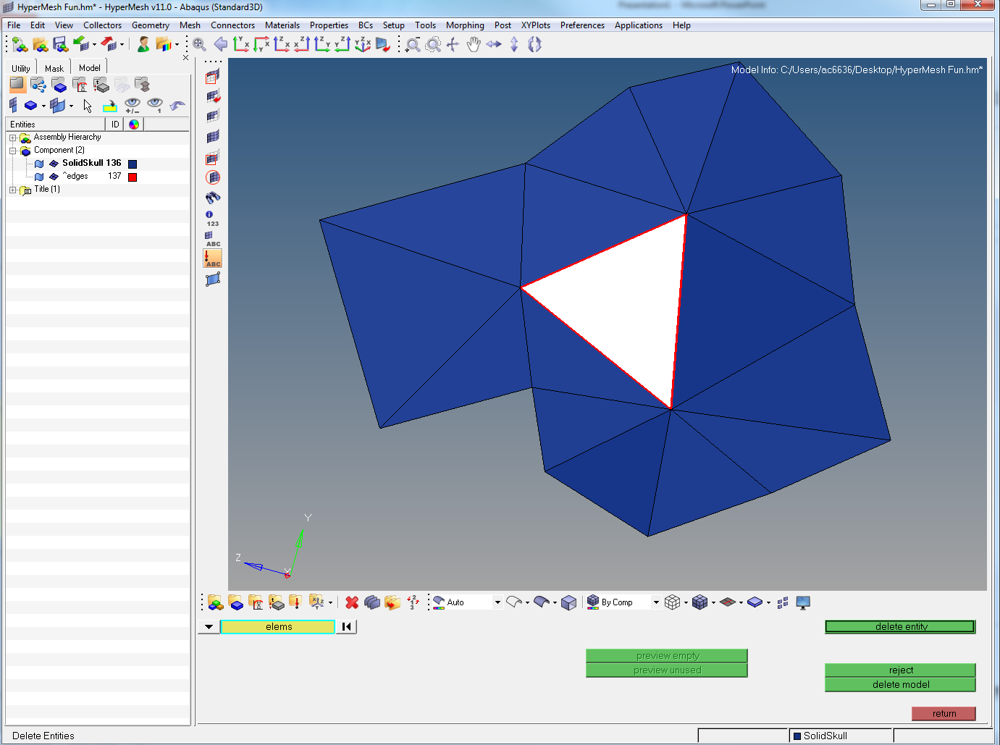 HyperMesh Fun.hm* - HyperMesh v11.0 - Abaqus (Standard3D)
File Edit View Collectors Geometry Mesh Connectors Materials Properties BCs Setup Tools Morphing Post XYPlots Preferences Applications Help
Utility Mask Model
Entities ID
Assembly Hierarchy
Component (2)
SolidSkull 136
^edges 137
Title (1)
123
ABC
ABC
Model Info: C:/Users/ac6636/Desktop/HyperMesh Fun.hm*
Y
Z
X
Auto
By Comp
elems
delete entity
preview empty
preview unused
reject
delete model
return
Delete Entities
SolidSkull